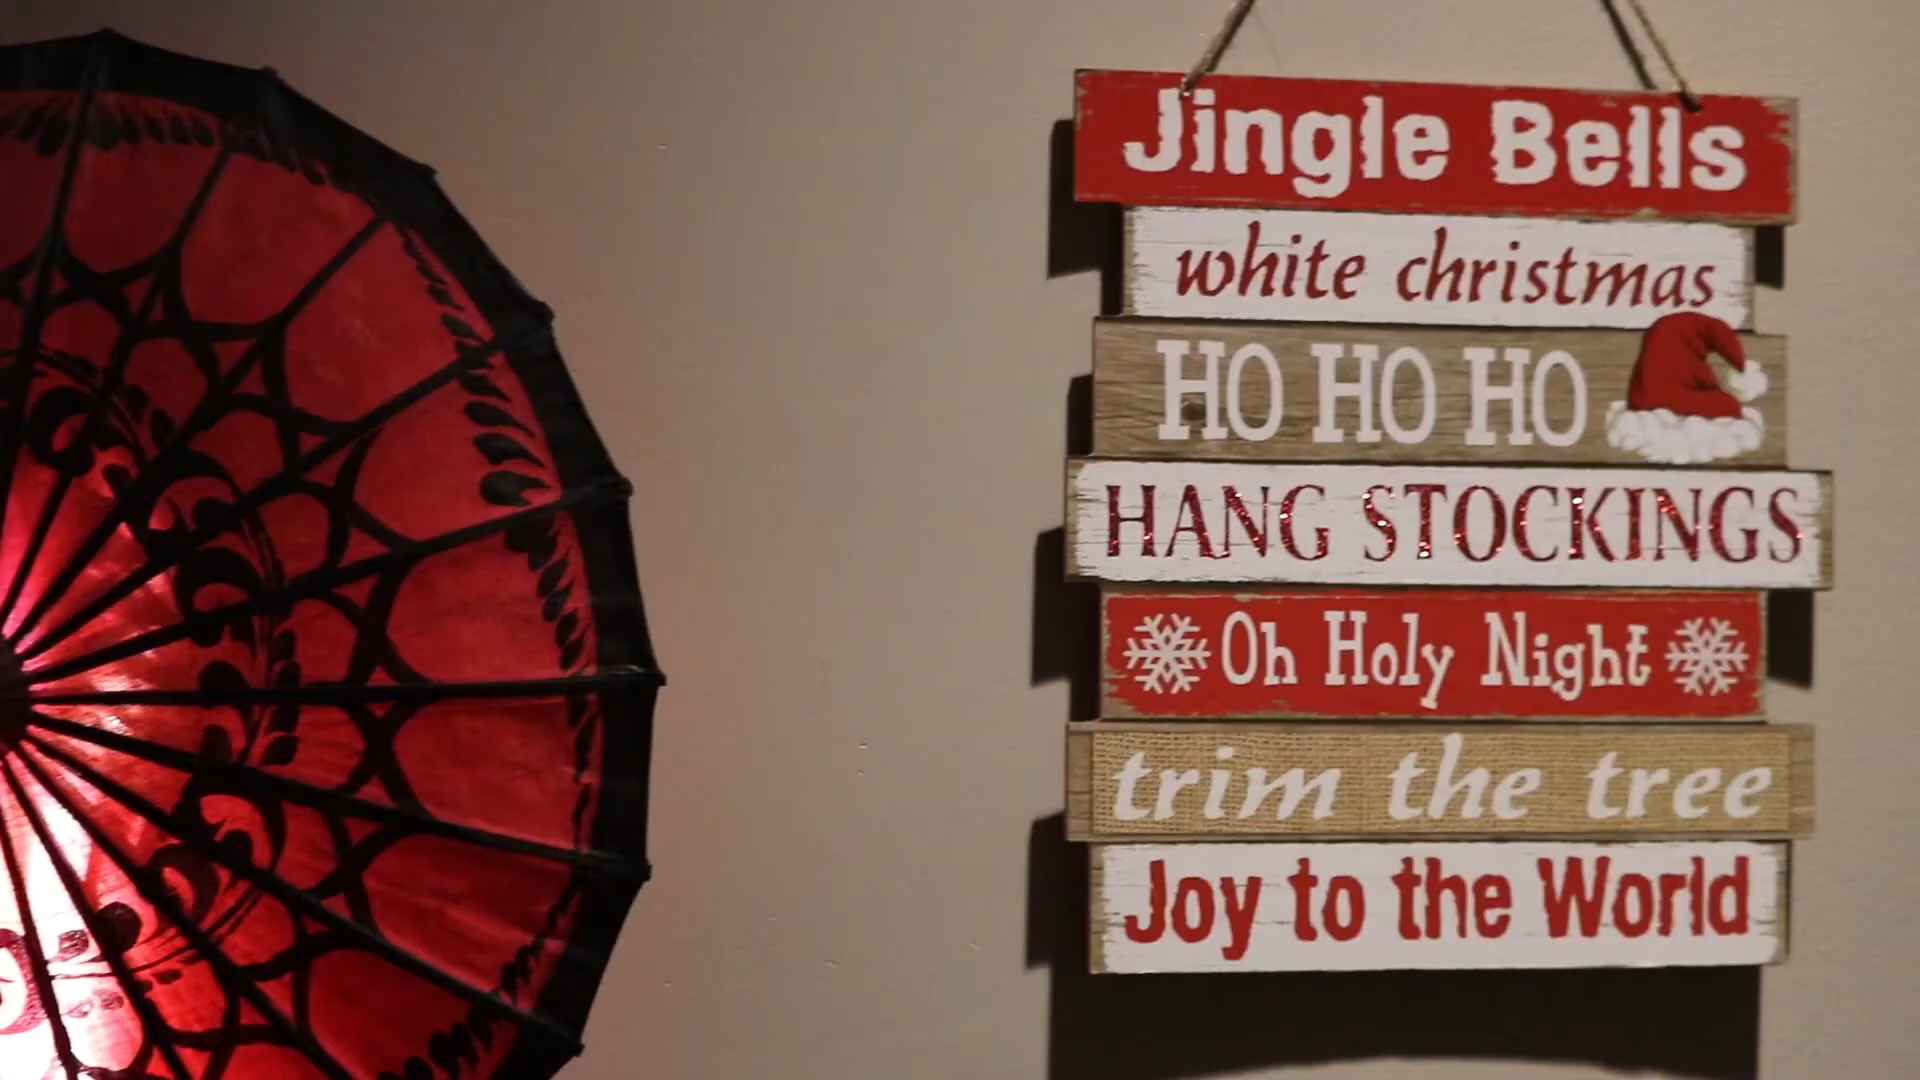 Jingle Bells
white christmas
HO HO HO
HANG STOCKINGS
Oh Holy Night
trim the tree
Joy to the World